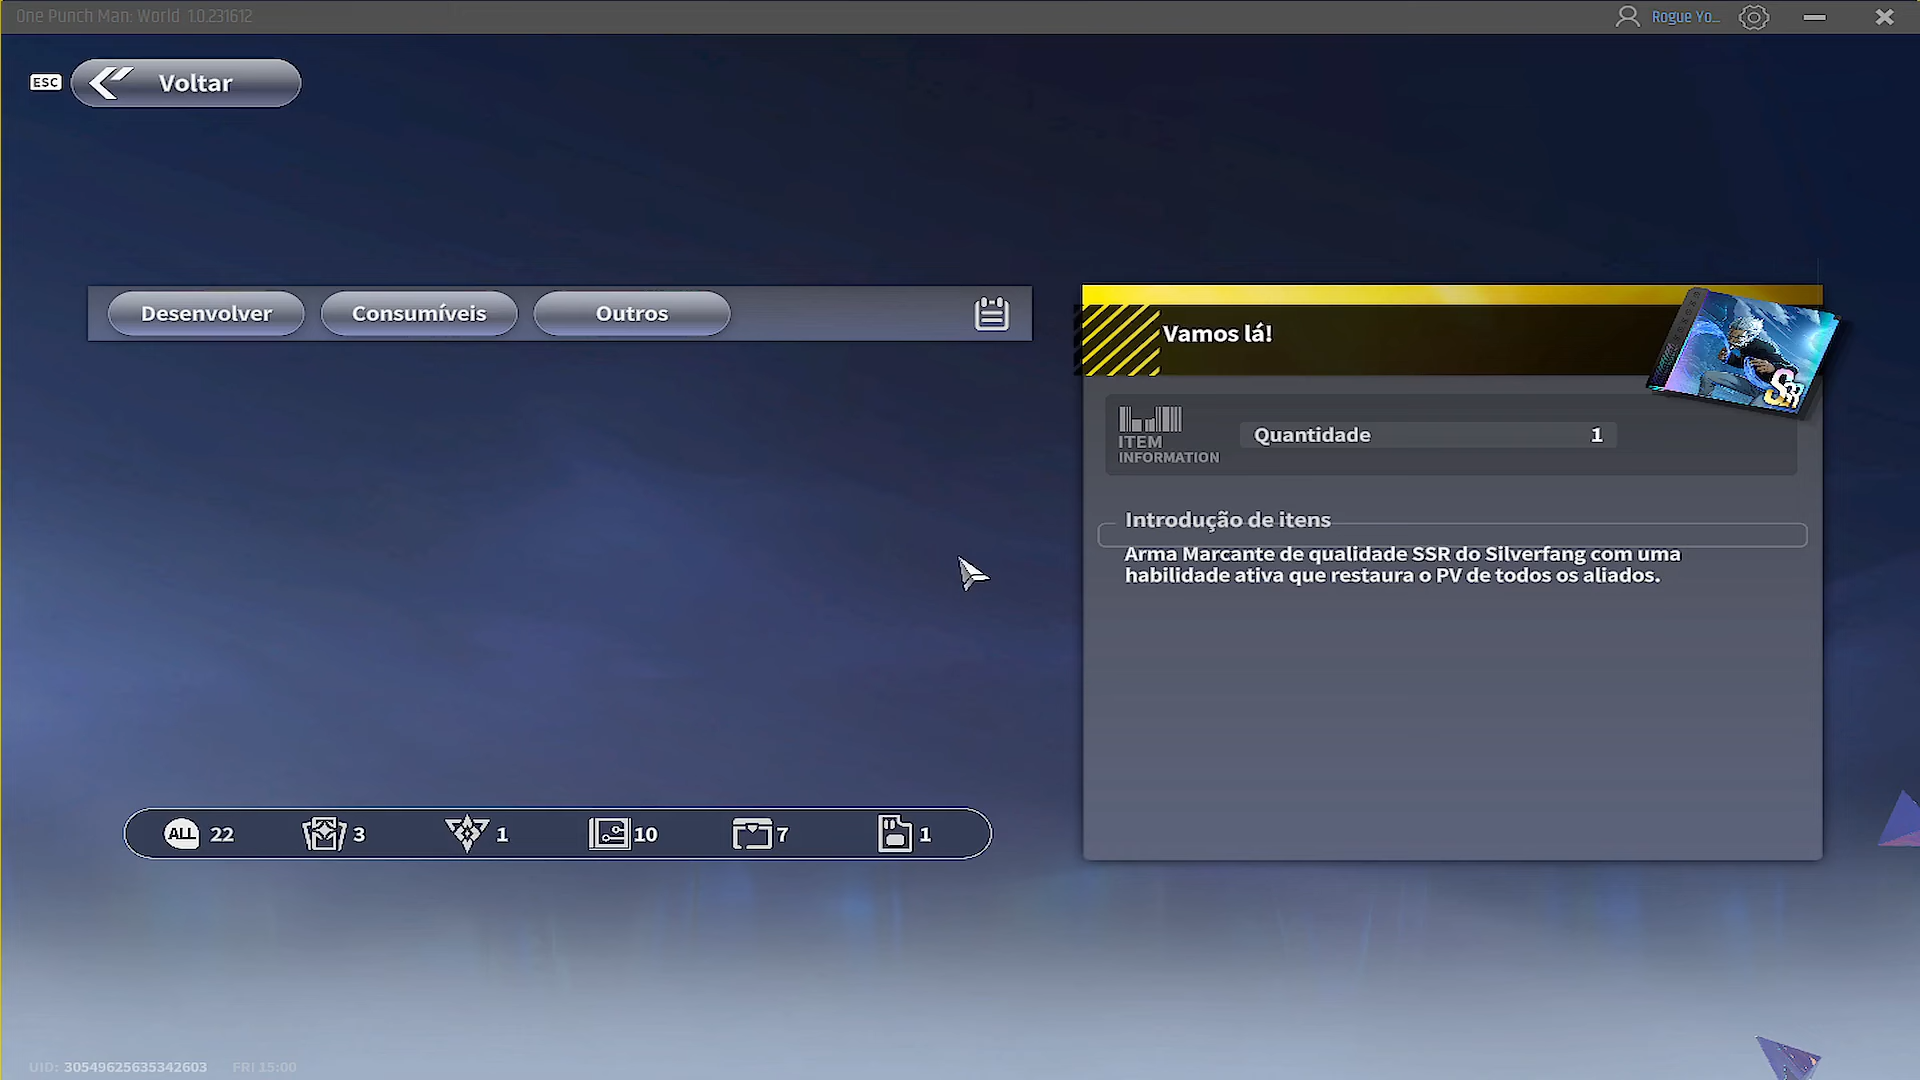 One Punch Man: World 1.0.231612
Rogue Yo...
ESC
Voltar
Desenvolver
Consumíveis
Outros
Vamos lá!
SSR
ITEM
INFORMATION
Quantidade 1
Introdução de itens
Arma Marcante de qualidade SSR do Silverfang com uma
habilidade ativa que restaura o PV de todos os aliados.
ALL 22
3
1
10
7
1
UID: 30549625635342603 FRI 15:00